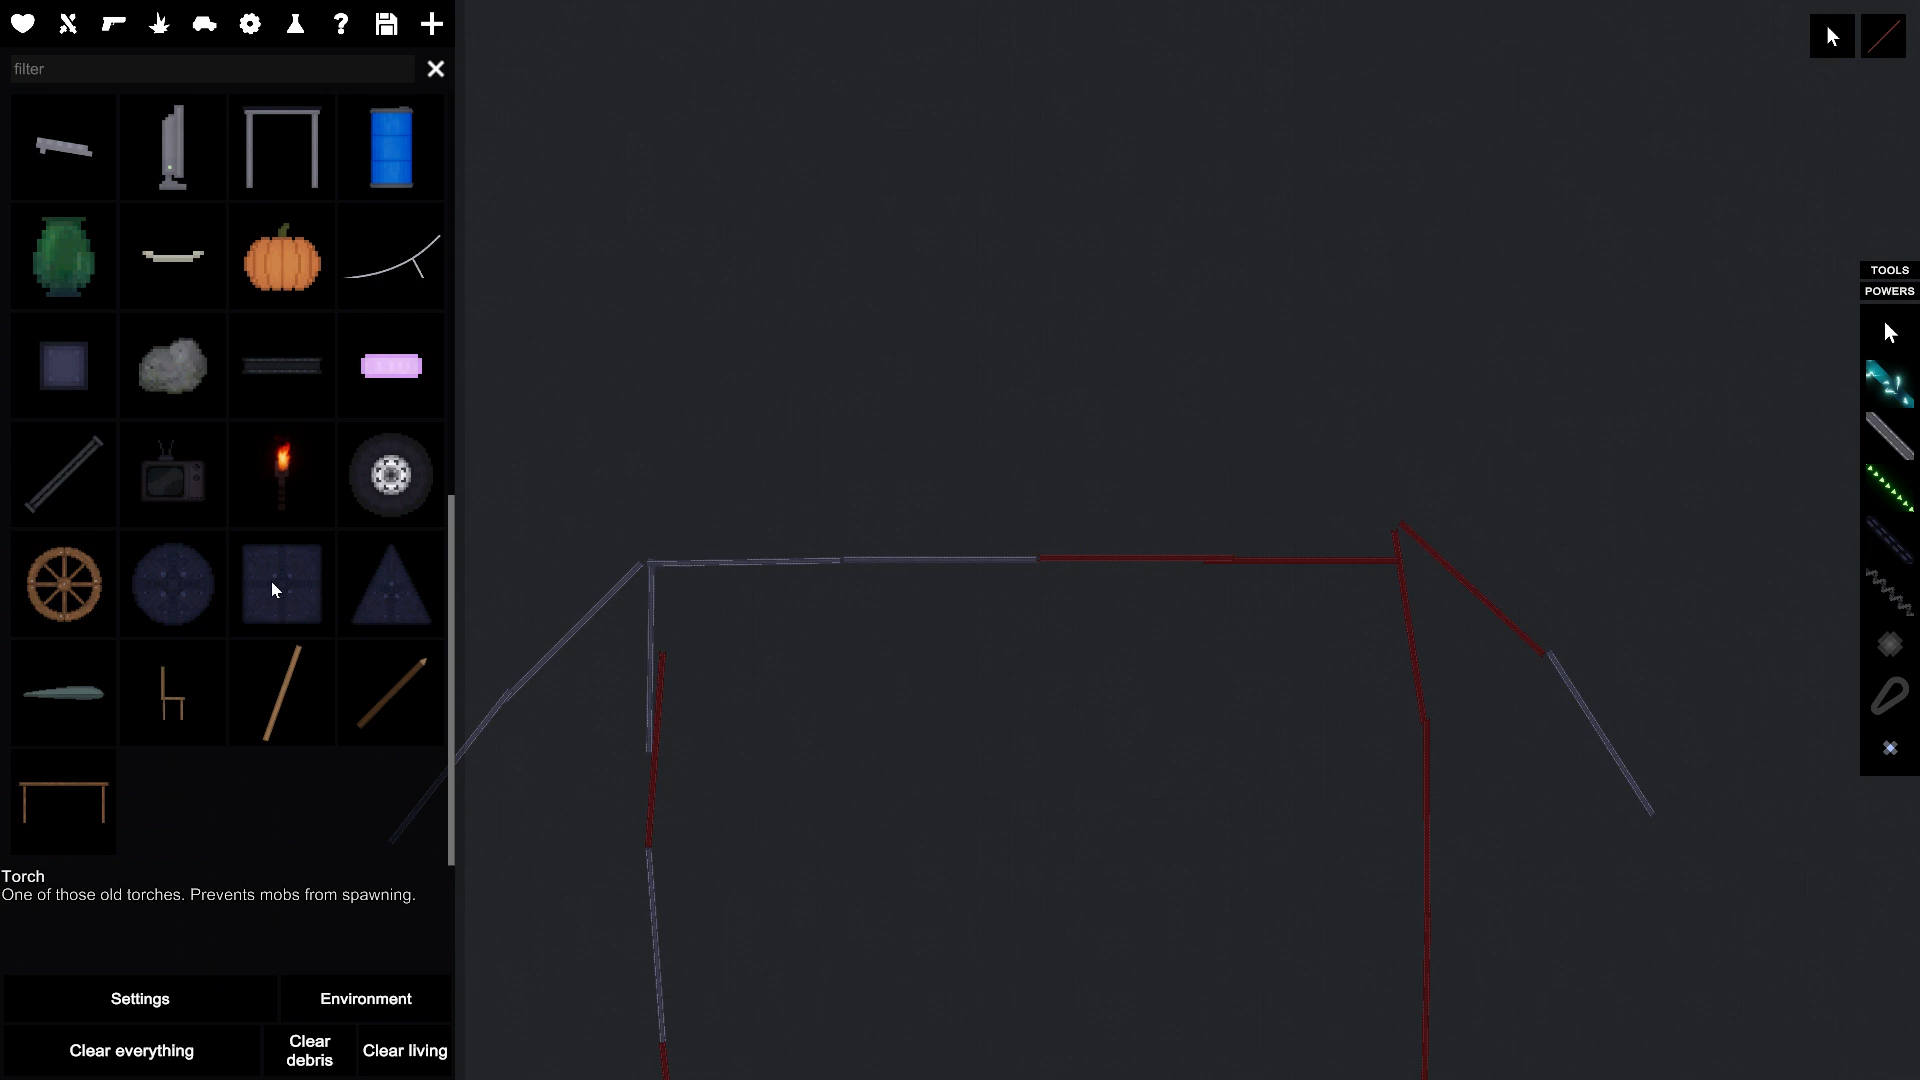 filter
TOOLS
POWERS
Torch
One of those old torches. Prevents mobs from spawning.
Settings
Environment
Clear everything
Clear
debris
Clear living